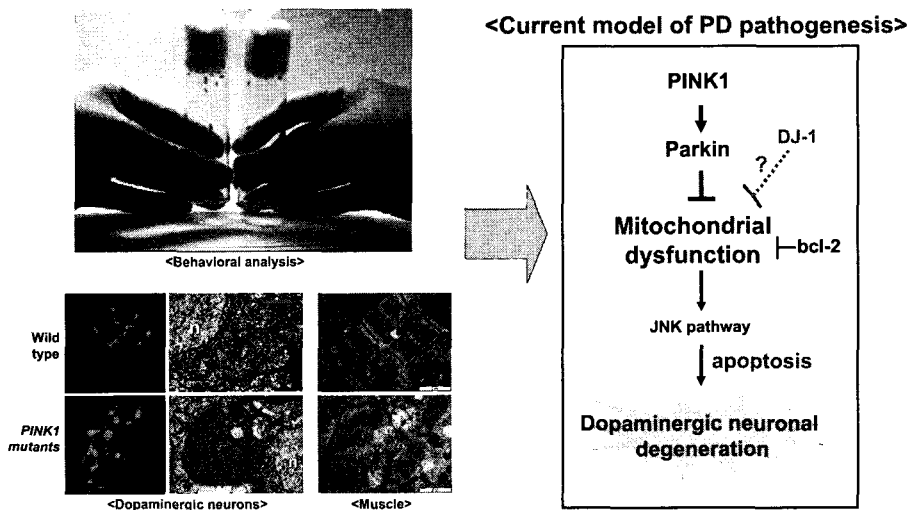 <Behavioral analysis>
Wild
type
PINK1
mutants
<Dopaminergic neurons>
<Muscle>
<Current model of PD pathogenesis>
PINK1
Parkin
DJ-1
?
Mitochondrial
dysfunction
bcl-2
JNK pathway
apoptosis
Dopaminergic neuronal
degeneration